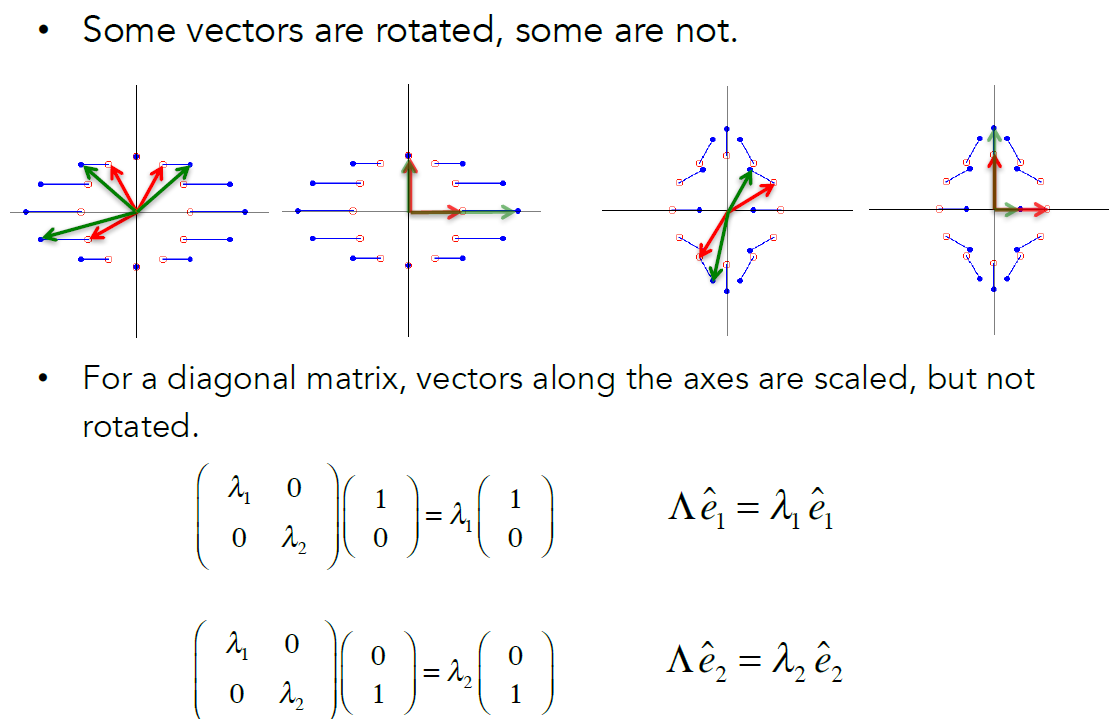 • Some vectors are rotated, some are not.
• For a diagonal matrix, vectors along the axes are scaled, but not
rotated.
( λ₁ 0 ; 0 λ₂ ) ( 1 ; 0 ) = λ₁ ( 1 ; 0 )    Λ ê₁ = λ₁ ê₁
( λ₁ 0 ; 0 λ₂ ) ( 0 ; 1 ) = λ₂ ( 0 ; 1 )    Λ ê₂ = λ₂ ê₂